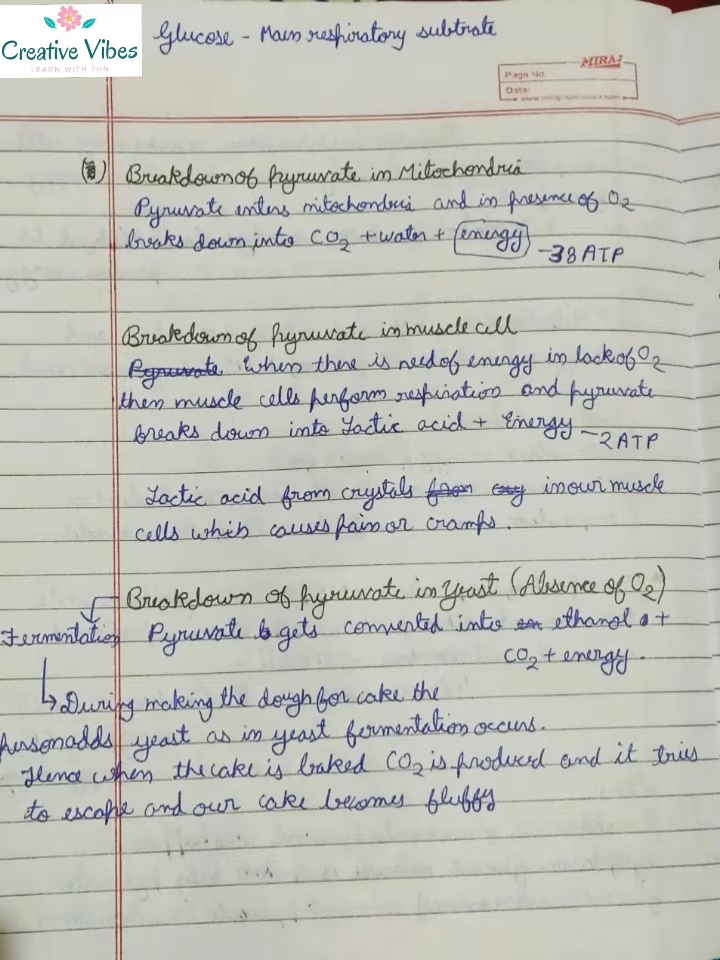 Creative Vibes
LEARN WITH FUN
Glucose - Main respiratory substrate
MIRAJ
Page No.
Date:
Breakdown of Pyruvate in Mitochondria
Pyruvate enters mitochondria and in presence of O2
breaks down into CO2 + water + energy - 38 ATP
Breakdown of Pyruvate in muscle cell
Pyruvate When there is need of energy in lack of O2
then muscle cells perform respiration and pyruvate
breaks down into Lactic acid + Energy - 2 ATP
Lactic acid from crystals from in our muscle
cells which causes pain or cramps.
Breakdown of Pyruvate in Yeast (Absence of O2)
Fermentation Pyruvate gets converted into ethanol +
CO2 + energy.
During making the dough for cake the
person adds yeast as in yeast fermentation occurs.
Hence when the cake is baked CO2 is produced and it tries
to escape and our cake becomes fluffy